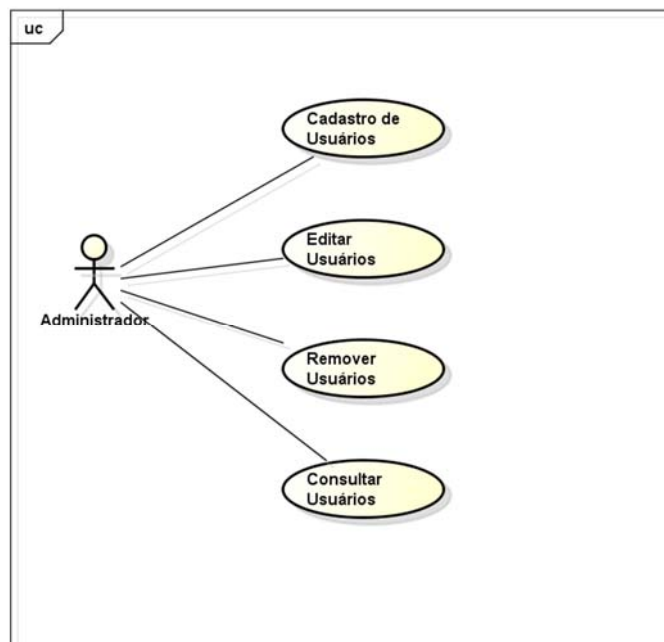 uc
Cadastro de
Usuários
Editar
Usuários
Administrador
Remover
Usuários
Consultar
Usuários